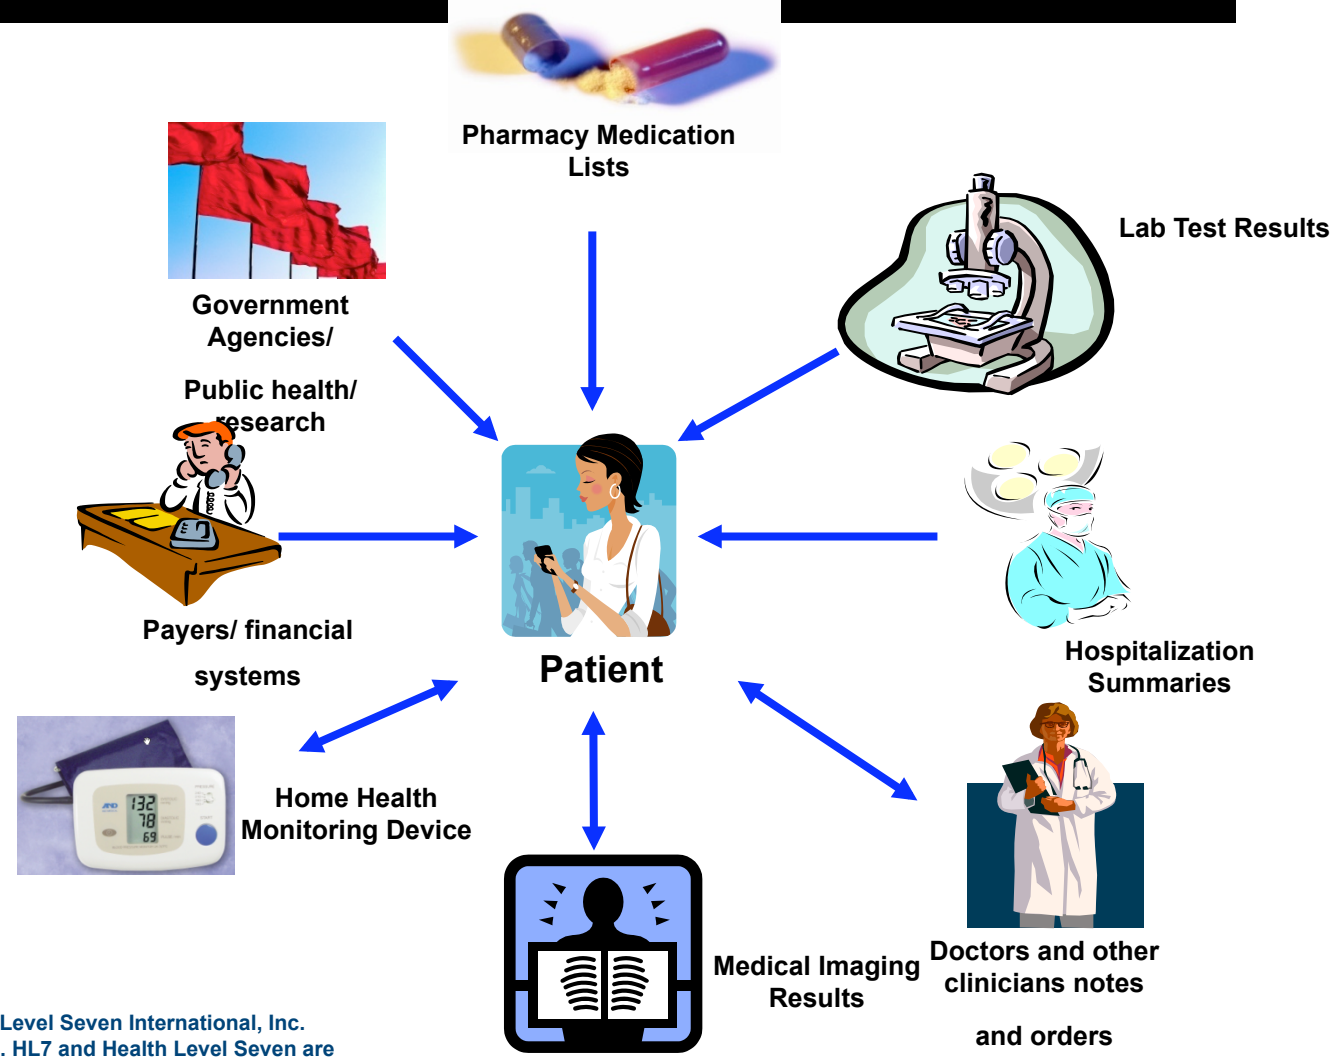 Pharmacy Medication
Lists
Lab Test Results
Government
Agencies/
Public health/
research
Payers/ financial
systems
Patient
Hospitalization
Summaries
Home Health
Monitoring Device
AND
132
78
69
START
Medical Imaging
Results
Doctors and other
clinicians notes
and orders
Level Seven International, Inc.
. HL7 and Health Level Seven are